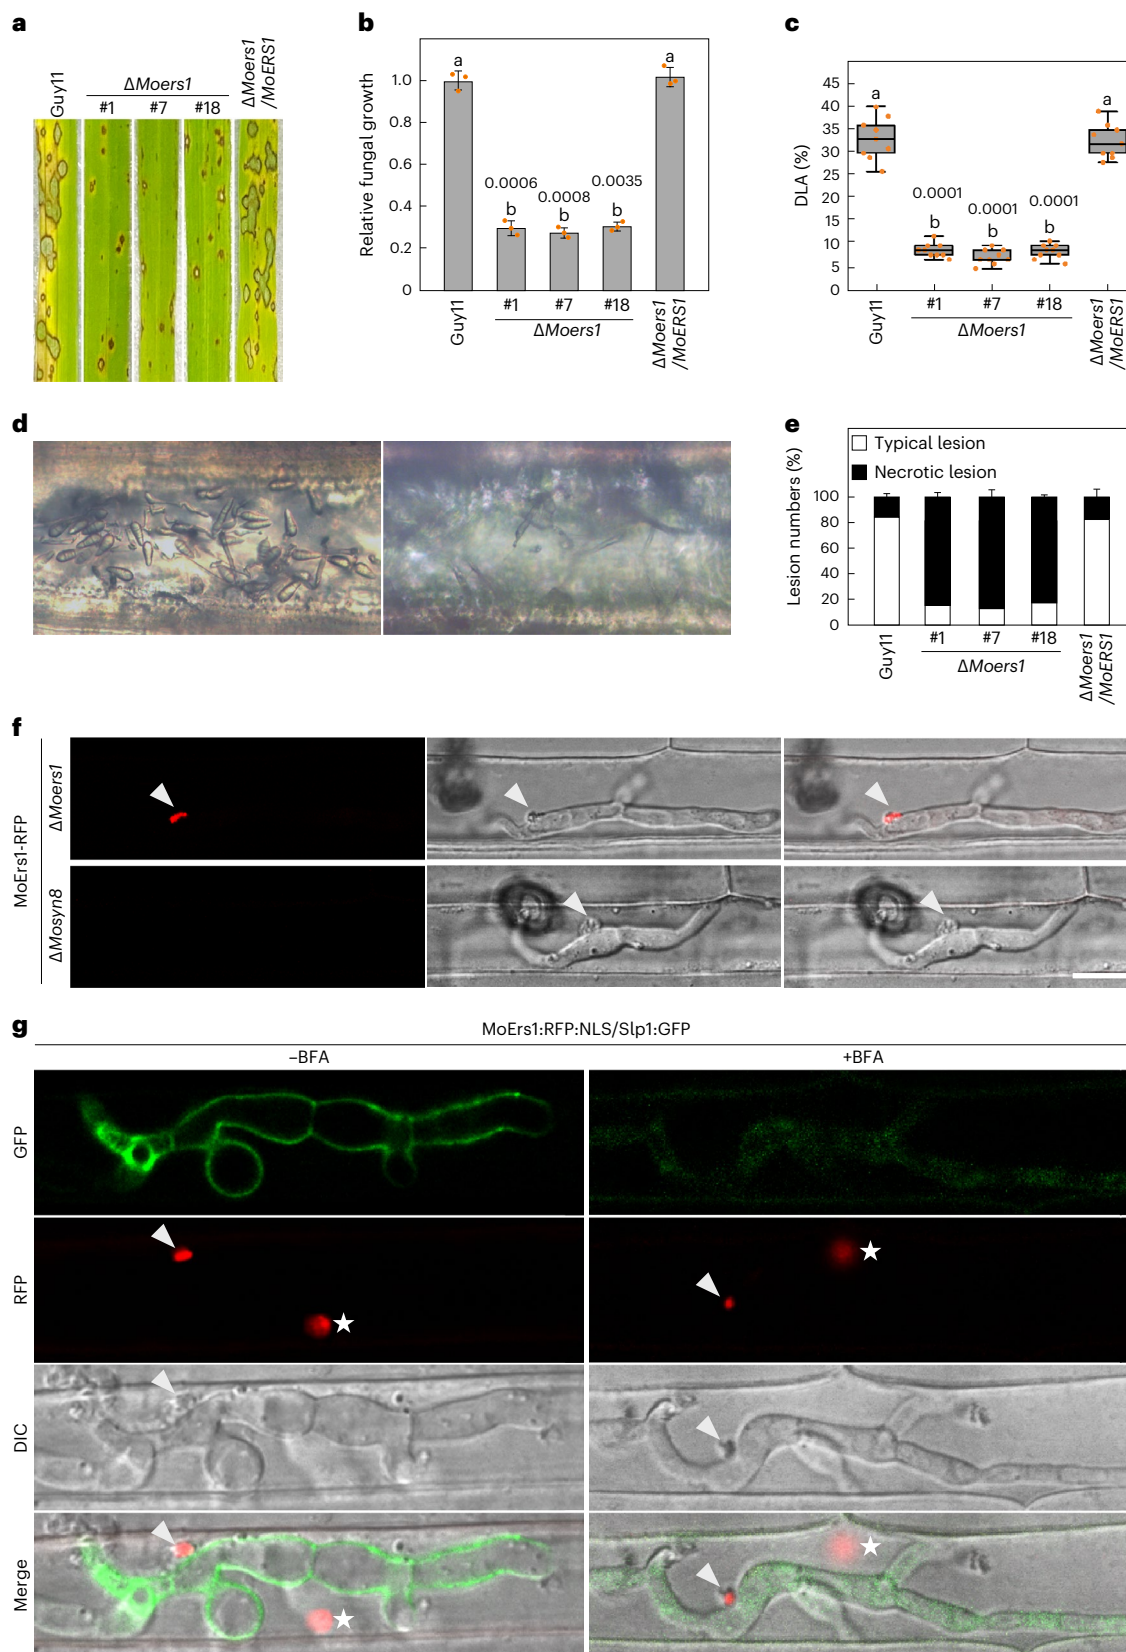 a
Guy11
ΔMoers1
#1
#7
#18
ΔMoers1
/MoERS1
b
Relative fungal growth
1.0
0.8
0.6
0.4
0.2
0
a
0.0006
b
0.0008
b
0.0035
b
a
Guy11
#1
#7
#18
ΔMoers1
ΔMoers1
/MoERS1
c
DLA (%)
45
40
35
30
25
20
15
10
5
0
a
0.0001
b
0.0001
b
0.0001
b
a
Guy11
#1
#7
#18
ΔMoers1
ΔMoers1
/MoERS1
d
e
Typical lesion
Necrotic lesion
Lesion numbers (%)
100
80
60
40
20
0
Guy11
#1
#7
#18
ΔMoers1
ΔMoers1
/MoERS1
f
MoErs1-RFP
ΔMoers1
ΔMosyn8
g
MoErs1:RFP:NLS/Slp1:GFP
–BFA
+BFA
GFP
RFP
DIC
Merge